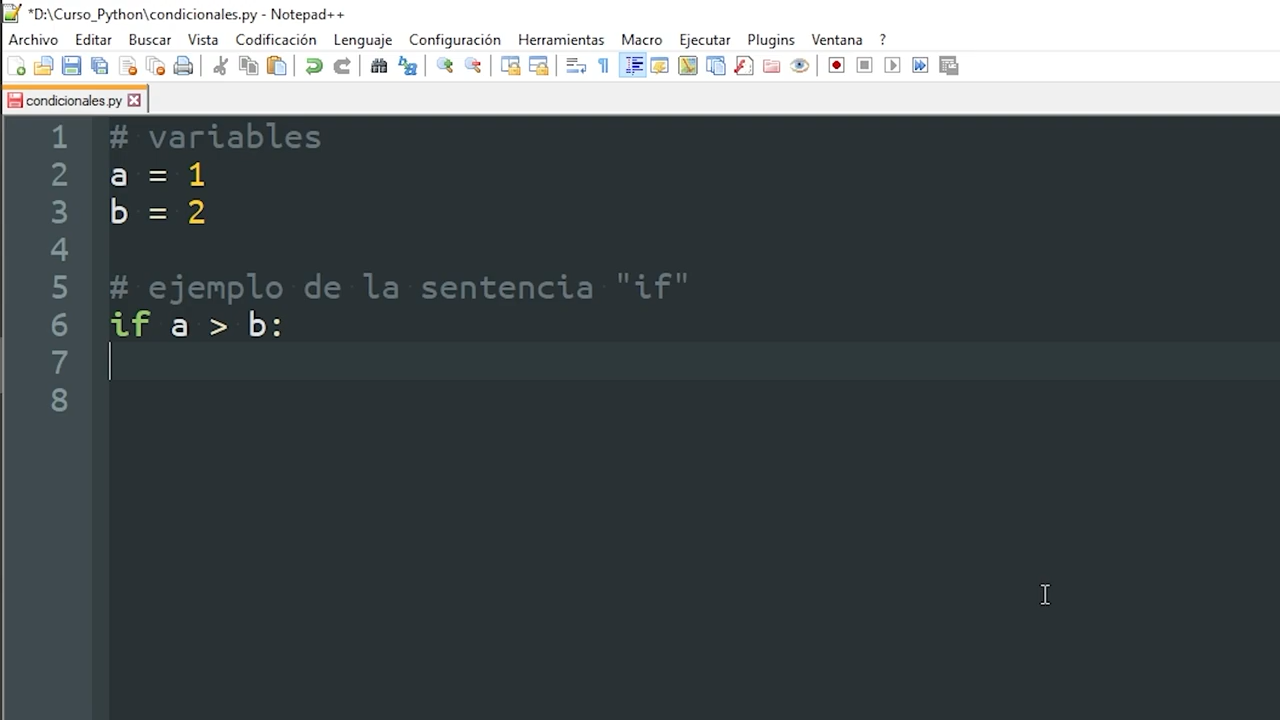 *D:\Curso_Python\condicionales.py - Notepad++
Archivo Editar Buscar Vista Codificación Lenguaje Configuración Herramientas Macro Ejecutar Plugins Ventana ?
condicionales.py
1 # variables
2 a = 1
3 b = 2
4
5 # ejemplo de la sentencia "if"
6 if a > b:
7
8